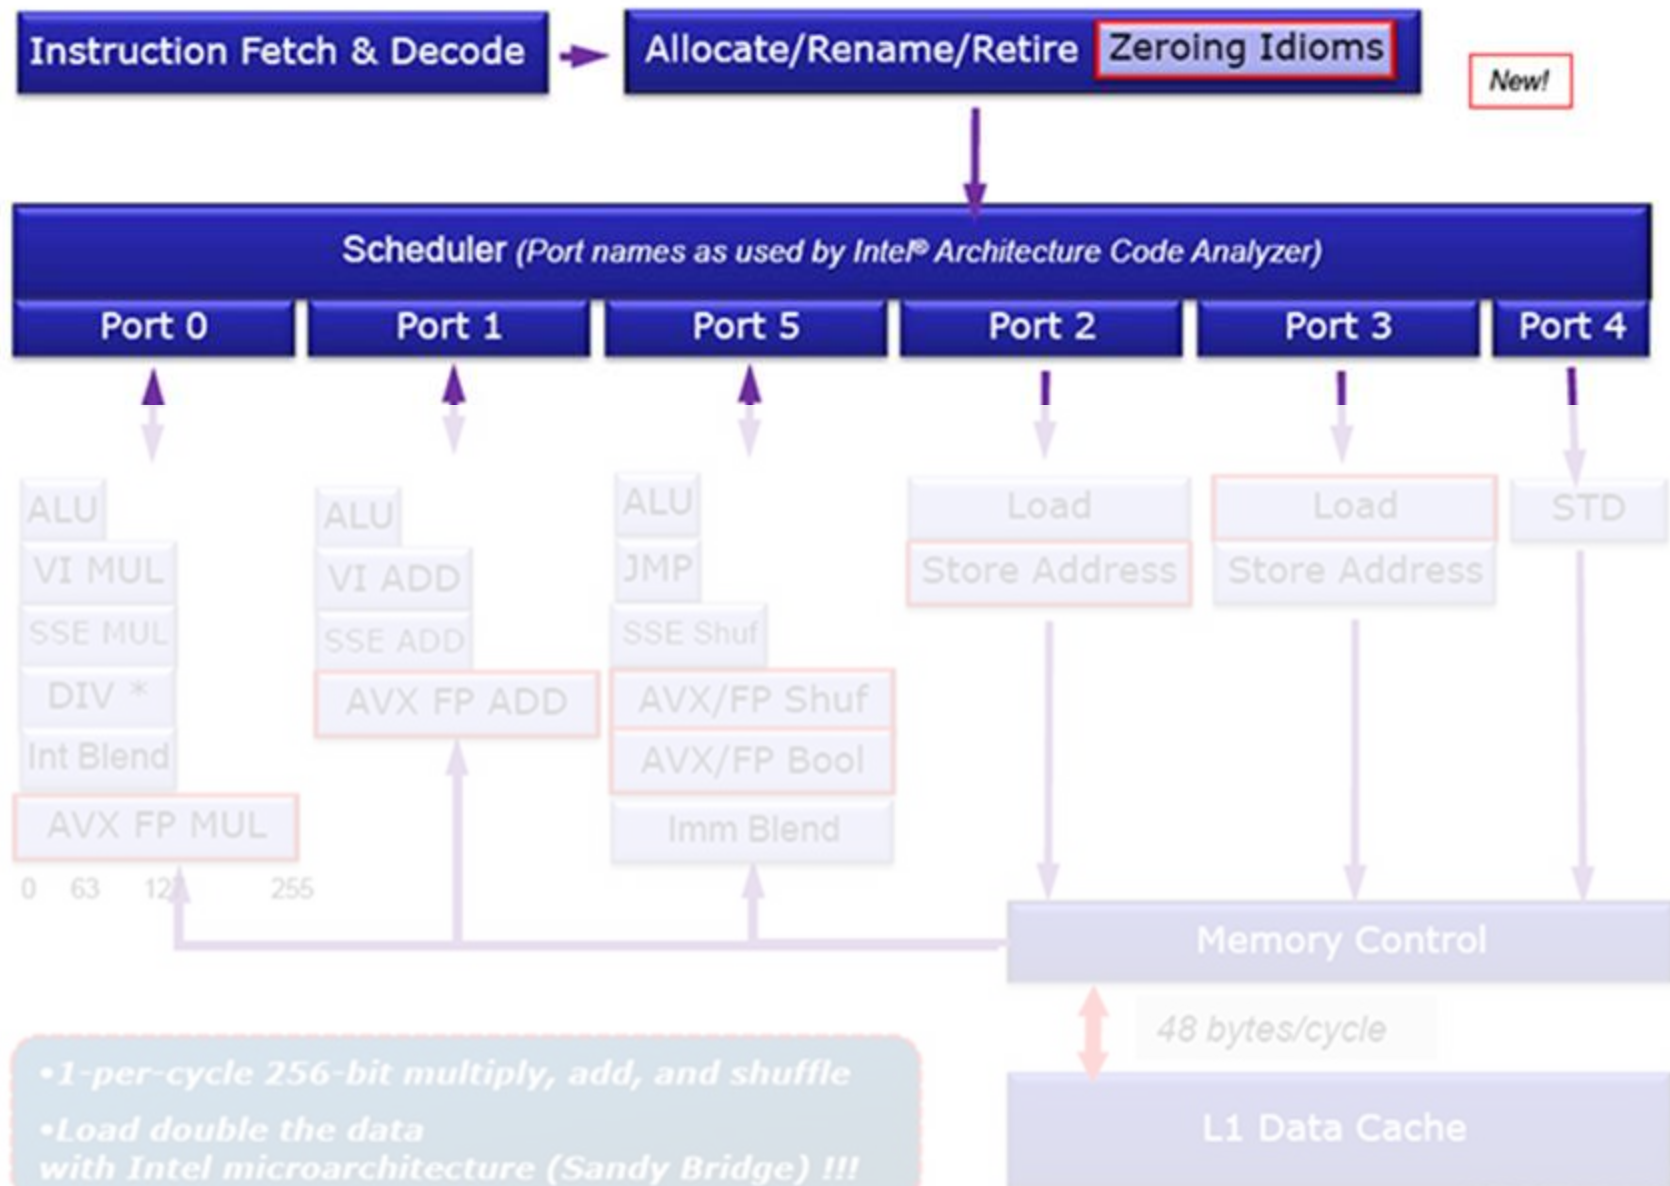 Instruction Fetch & Decode
Allocate/Rename/Retire
Zeroing Idioms
New!
Scheduler (Port names as used by Intel® Architecture Code Analyzer)
Port 0
Port 1
Port 5
Port 2
Port 3
Port 4
ALU
VI MUL
SSE MUL
DIV *
Int Blend
AVX FP MUL
0 63 127 255
ALU
VI ADD
SSE ADD
AVX FP ADD
ALU
JMP
SSE Shuf
AVX/FP Shuf
AVX/FP Bool
Imm Blend
Load
Store Address
Load
Store Address
STD
Memory Control
48 bytes/cycle
L1 Data Cache
•1-per-cycle 256-bit multiply, add, and shuffle
•Load double the data
with Intel microarchitecture (Sandy Bridge) !!!